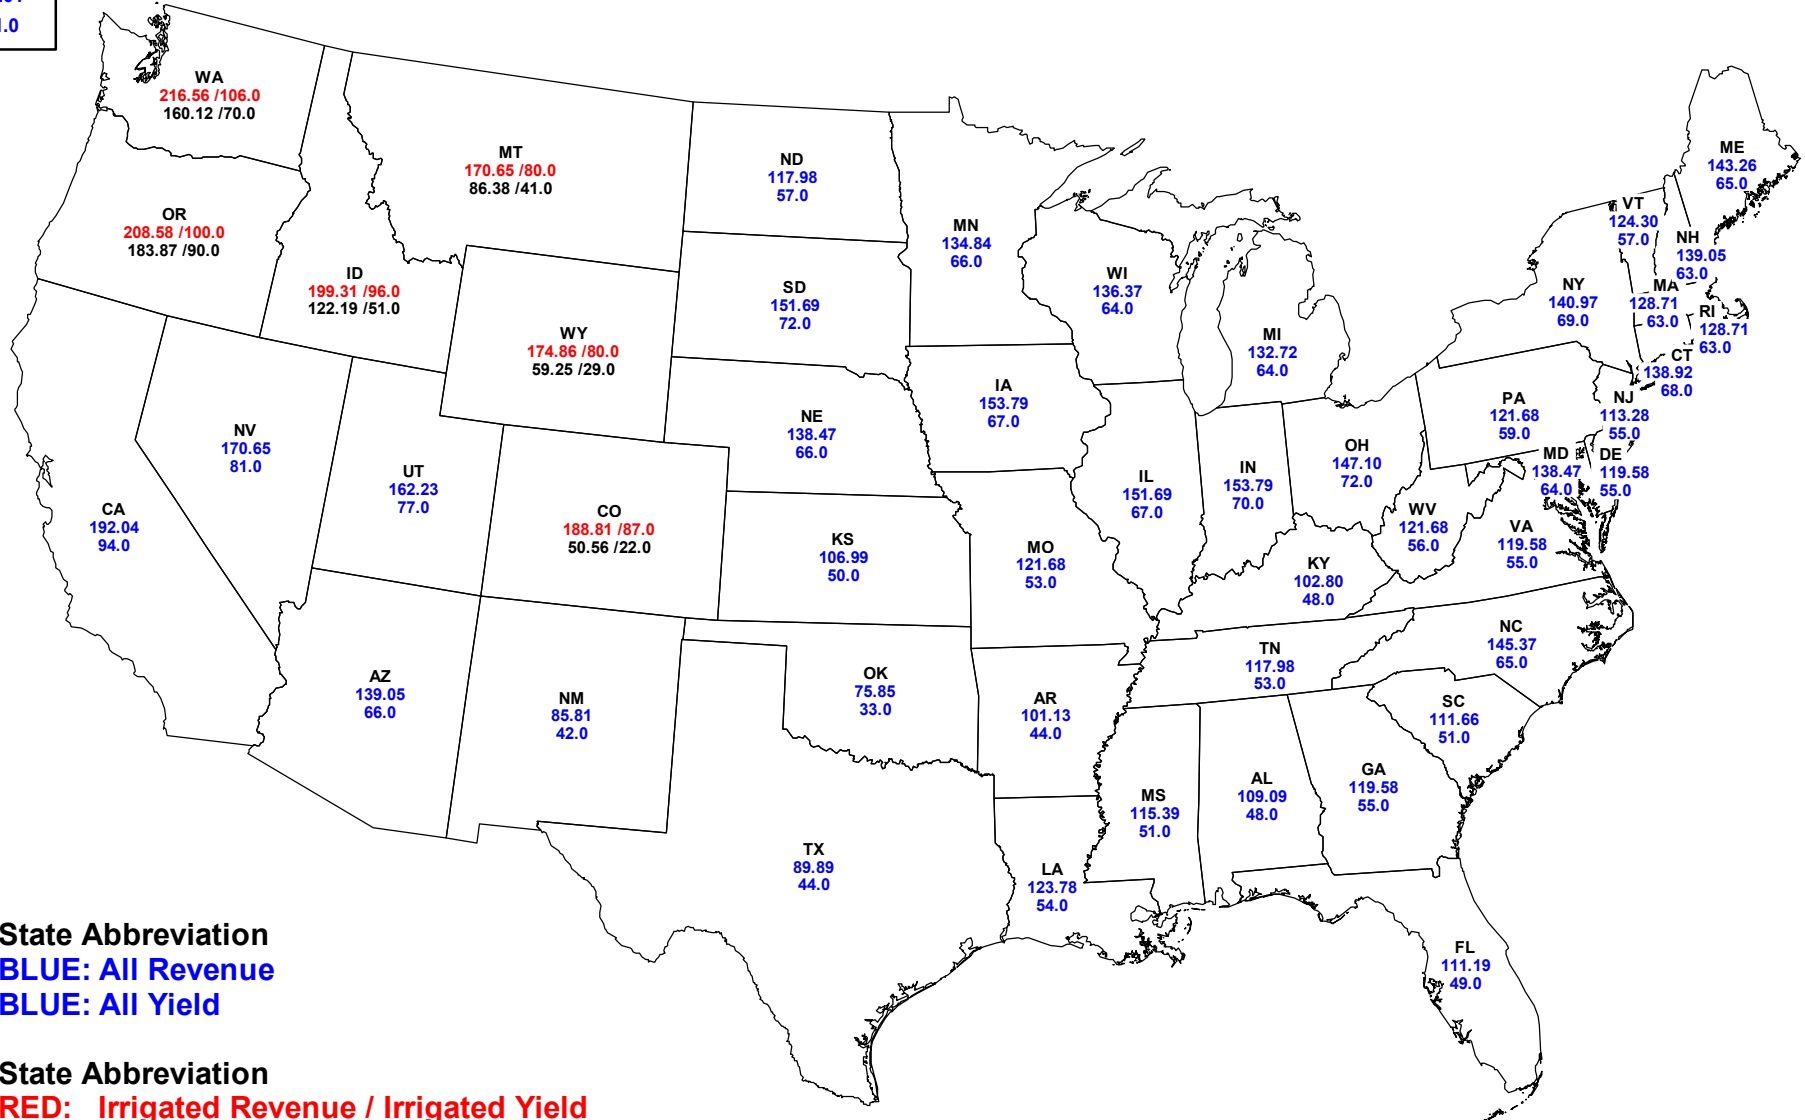 1.0
WA
216.56 /106.0
160.12 /70.0
MT
170.65 /80.0
86.38 /41.0
ND
117.98
57.0
ME
143.26
65.0
OR
208.58 /100.0
183.87 /90.0
ID
199.31 /96.0
122.19 /51.0
MN
134.84
66.0
VT
124.30
57.0
NH
139.05
63.0
WI
136.37
64.0
SD
151.69
72.0
NY
140.97
69.0
MA
128.71
63.0
RI
128.71
63.0
WY
174.86 /80.0
59.25 /29.0
MI
132.72
64.0
CT
138.92
68.0
IA
153.79
67.0
NE
138.47
66.0
PA
121.68
59.0
NJ
113.28
55.0
NV
170.65
81.0
UT
162.23
77.0
OH
147.10
72.0
MD
138.47
64.0
DE
119.58
55.0
IL
151.69
67.0
IN
153.79
70.0
CA
192.04
94.0
CO
188.81 /87.0
50.56 /22.0
WV
121.68
56.0
VA
119.58
55.0
KS
106.99
50.0
MO
121.68
53.0
KY
102.80
48.0
NC
145.37
65.0
TN
117.98
53.0
AZ
139.05
66.0
NM
85.81
42.0
OK
75.85
33.0
AR
101.13
44.0
SC
111.66
51.0
MS
115.39
51.0
AL
109.09
48.0
GA
119.58
55.0
TX
89.89
44.0
LA
123.78
54.0
FL
111.19
49.0
State Abbreviation
BLUE: All Revenue
BLUE: All Yield
State Abbreviation
RED: Irrigated Revenue / Irrigated Yield